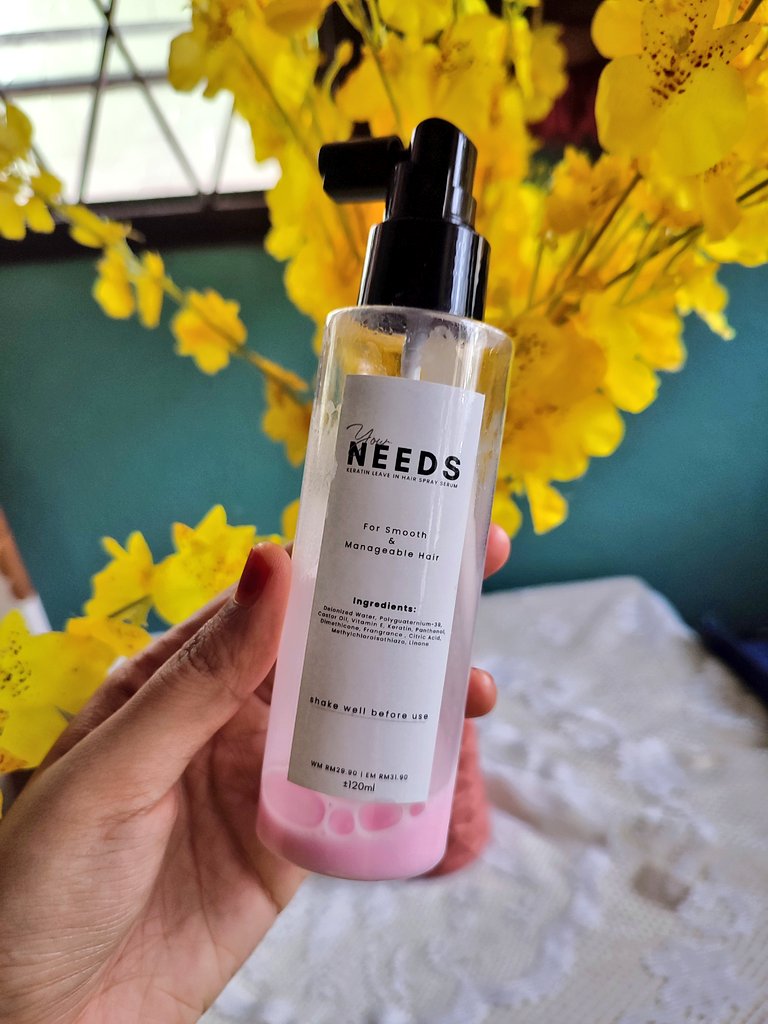 Your
NEEDS
KERATIN LEAVE IN HAIR SPRAY SERUM
For Smooth
&
Manageable Hair
Ingredients:
Deionized Water, Polyguaternium-39,
Castor Oil, Vitamin E, Keratin, Panthenol,
Dimethicone, Frangrance , Citric Acid,
Methylchloroisothiazo, Linone
shake well before use
WM RM29.90 | EM RM31.90
±120ml